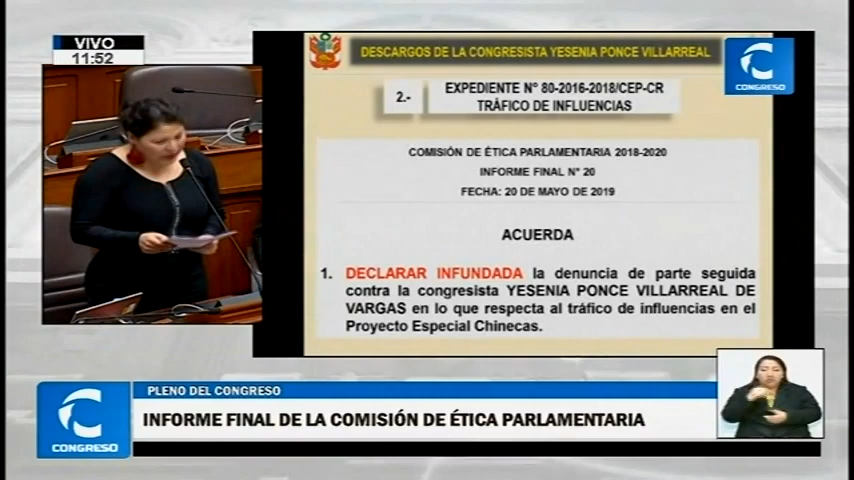 VIVO
11:52
DESCARGOS DE LA CONGRESISTA YESENIA PONCE VILLARREAL
CONGRESO
2.-
EXPEDIENTE N° 80-2016-2018/CEP-CR
TRÁFICO DE INFLUENCIAS
COMISIÓN DE ÉTICA PARLAMENTARIA 2018-2020
INFORME FINAL N° 20
FECHA: 20 DE MAYO DE 2019
ACUERDA
1. DECLARAR INFUNDADA la denuncia de parte seguida
contra la congresista YESENIA PONCE VILLARREAL DE
VARGAS en lo que respecta al tráfico de influencias en el
Proyecto Especial Chinecas.
PLENO DEL CONGRESO
INFORME FINAL DE LA COMISIÓN DE ÉTICA PARLAMENTARIA
CONGRESO